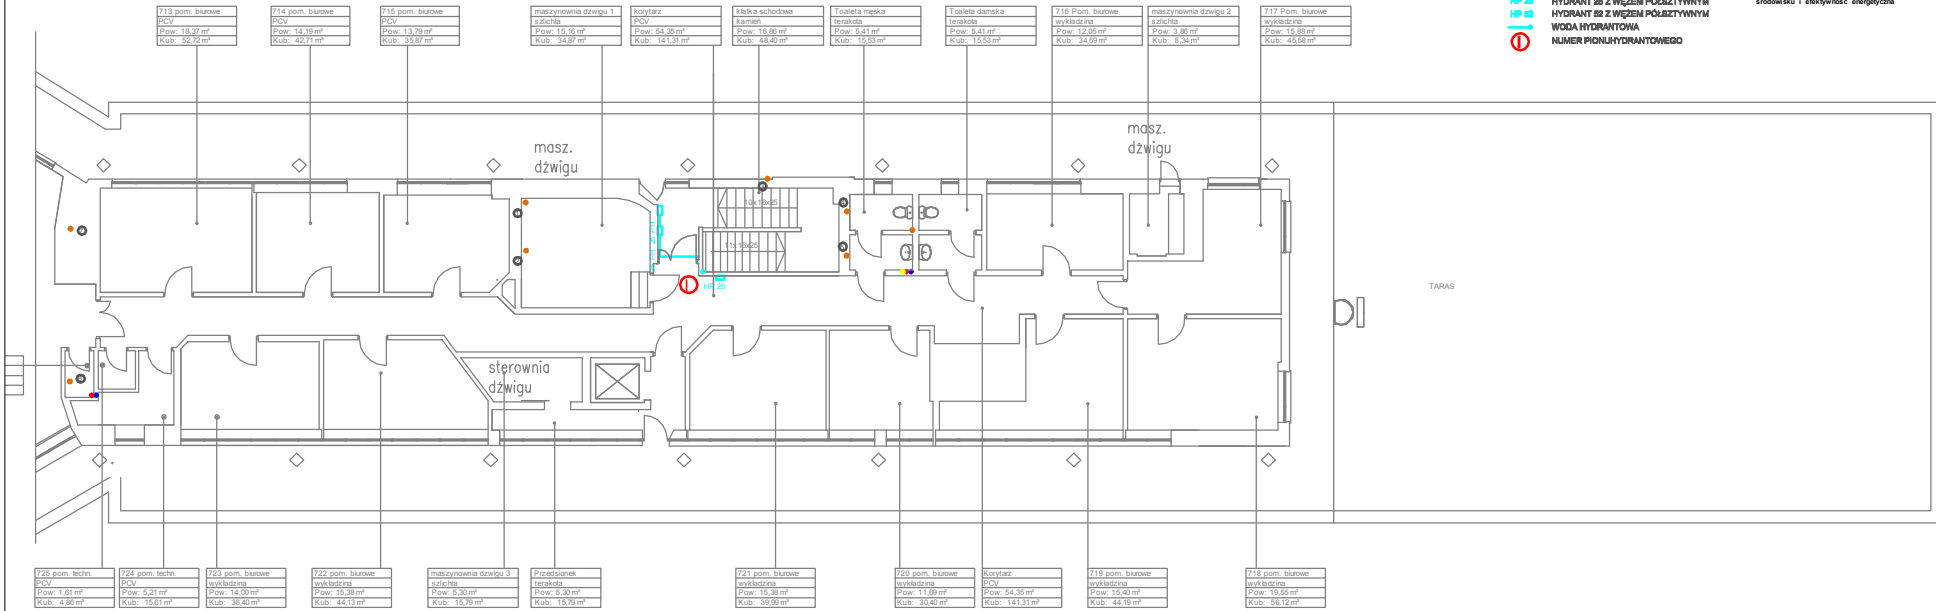 713 pom. biurowe
PCV
Pow: 18,37 m²
Kub: 52,72 m³
714 pom. biurowe
PCV
Pow: 14,19 m²
Kub: 42,71 m³
715 pom. biurowe
PCV
Pow: 13,79 m²
Kub: 35,87 m³
maszynownia dzwigu 1
szlichta
Pow: 15,16 m²
Kub: 34,87 m³
korytarz
PCV
Pow: 54,35 m²
Kub: 141,31 m³
klatka schodowa
kamień
Pow: 16,86 m²
Kub: 48,40 m³
Toaleta męska
terakota
Pow: 5,41 m²
Kub: 15,53 m³
Toaleta damska
terakota
Pow: 5,41 m²
Kub: 15,53 m³
716 Pom. biurowe
wykładzina
Pow: 12,05 m²
Kub: 34,59 m³
maszynownia dzwigu 2
szlichta
Pow: 3,86 m²
Kub: 8,34 m³
717 Pom. biurowe
wykładzina
Pow: 15,88 m²
Kub: 45,58 m³
HP 25 HYDRANT 25 Z WĘŻEM PÓŁSZTYWNYM
środowisku i efektywność energetyczna
HP 52 HYDRANT 52 Z WĘŻEM PÓŁSZTYWNYM
WODA HYDRANTOWA
NUMER PIONUHYDRANTOWEGO
masz.
dźwigu
masz.
dźwigu
10x16x25
11x16x25
HP 25
TARAS
sterownia
dźwigu
725 pom. techn.
PCV
Pow: 1,61 m²
Kub: 4,86 m³
724 pom. techn.
PCV
Pow: 5,21 m²
Kub: 15,61 m³
723 pom. biurowe
wykładzina
Pow: 14,00 m²
Kub: 36,40 m³
722 pom. biurowe
wykładzina
Pow: 15,38 m²
Kub: 44,13 m³
maszynownia dzwigu 3
szlichta
Pow: 5,30 m²
Kub: 15,79 m³
Przedsionek
terakota
Pow: 5,30 m²
Kub: 15,79 m³
721 pom. biurowe
wykładzina
Pow: 15,38 m²
Kub: 39,99 m³
720 pom. biurowe
wykładzina
Pow: 11,69 m²
Kub: 30,40 m³
Korytarz
PCV
Pow: 54,35 m²
Kub: 141,31 m³
719 pom. biurowe
wykładzina
Pow: 15,40 m²
Kub: 44,19 m³
718 pom. biurowe
wykładzina
Pow: 19,55 m²
Kub: 56,12 m³